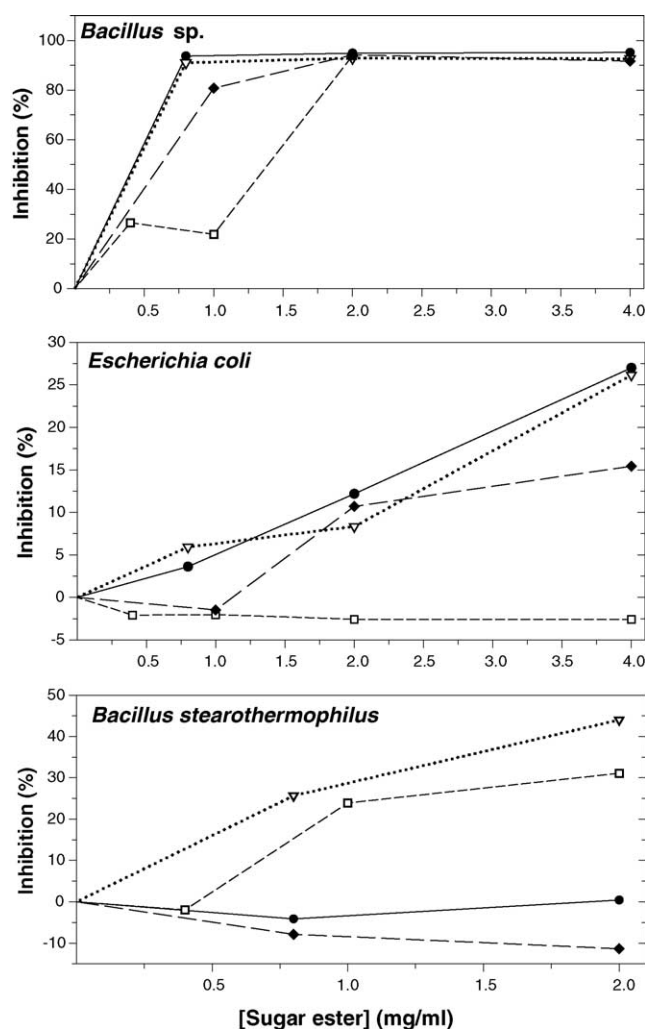 Bacillus sp.
Inhibition (%)
100
80
60
40
20
0
0.5 1.0 1.5 2.0 2.5 3.0 3.5 4.0
Escherichia coli
Inhibition (%)
30
25
20
15
10
5
0
-5
0.5 1.0 1.5 2.0 2.5 3.0 3.5 4.0
Bacillus stearothermophilus
Inhibition (%)
50
40
30
20
10
0
-10
0.5 1.0 1.5 2.0
[Sugar ester] (mg/ml)